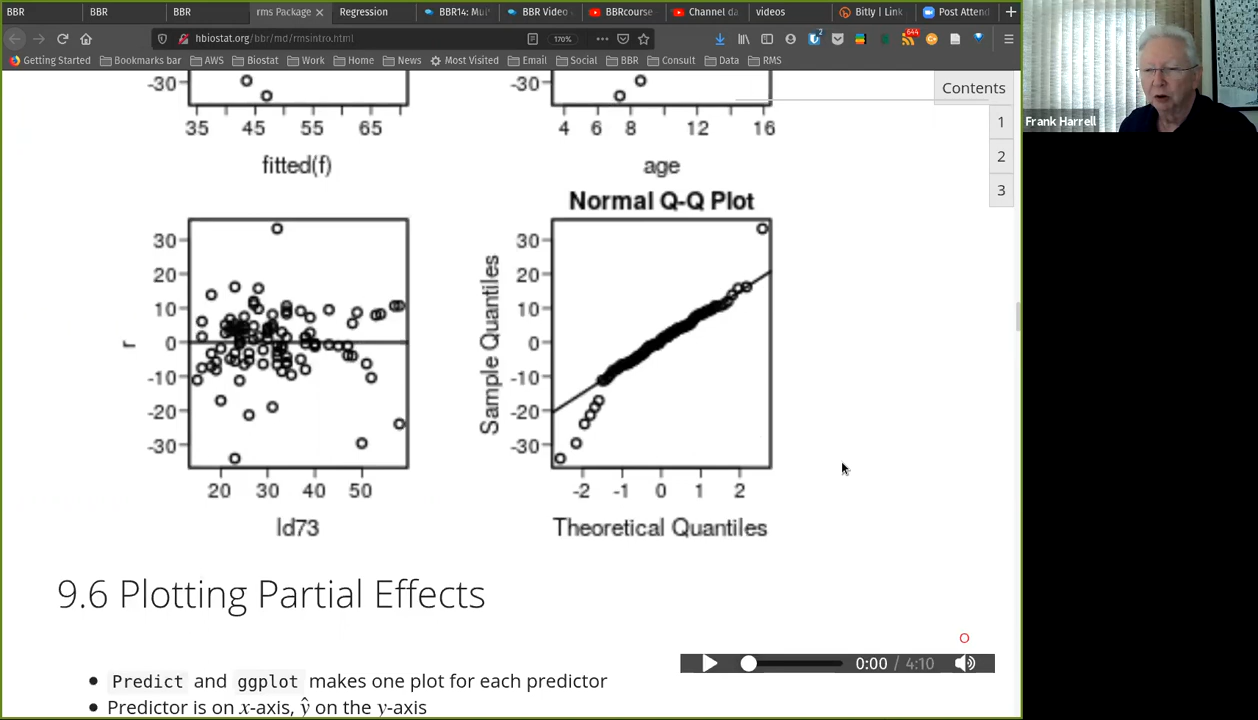 BBR
BBR
BBR
rms Package
Regression
BBR14: Mul
BBR Video
BBRcourse
Channel da
videos
Bitly | Link
Post Attend
hbiostat.org/bbr/md/rmsintro.html
170%
2
644
Getting Started
Bookmarks bar
AWS
Biostat
Work
Home
News
Most Visited
Email
Social
BBR
Consult
Data
RMS
Contents
1
2
3
Frank Harrell
-30
35 45 55 65
fitted(f)
-30
4 6 8 12 16
age
30
20
10
0
-10
-20
-30
r
20 30 40 50
ld73
Normal Q-Q Plot
Sample Quantiles
30
20
10
0
-10
-20
-30
-2 -1 0 1 2
Theoretical Quantiles
9.6 Plotting Partial Effects
0:00 / 4:10
• Predict and ggplot makes one plot for each predictor
• Predictor is on x-axis, ŷ on the y-axis